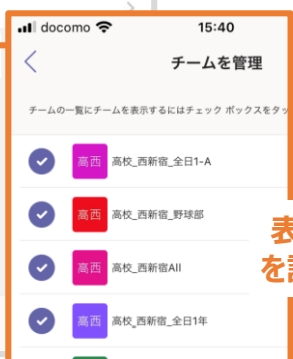 docomo 15:40
チームを管理
チームの一覧にチームを表示するにはチェック ボックスをタッ
高西 高校_西新宿_全日1-A
高西 高校_西新宿_野球部
表
高西 高校_西新宿All
を
高西 高校_西新宿_全日1年